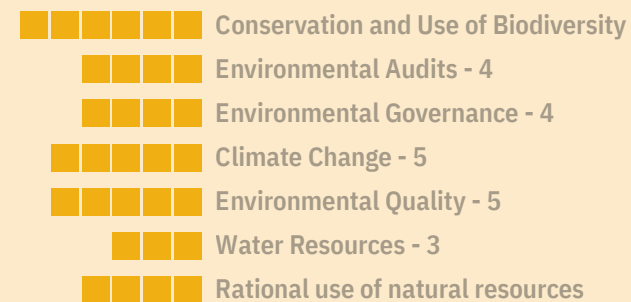 Conservation and Use of Biodiversity
Environmental Audits - 4
Environmental Governance - 4
Climate Change - 5
Environmental Quality - 5
Water Resources - 3
Rational use of natural resources